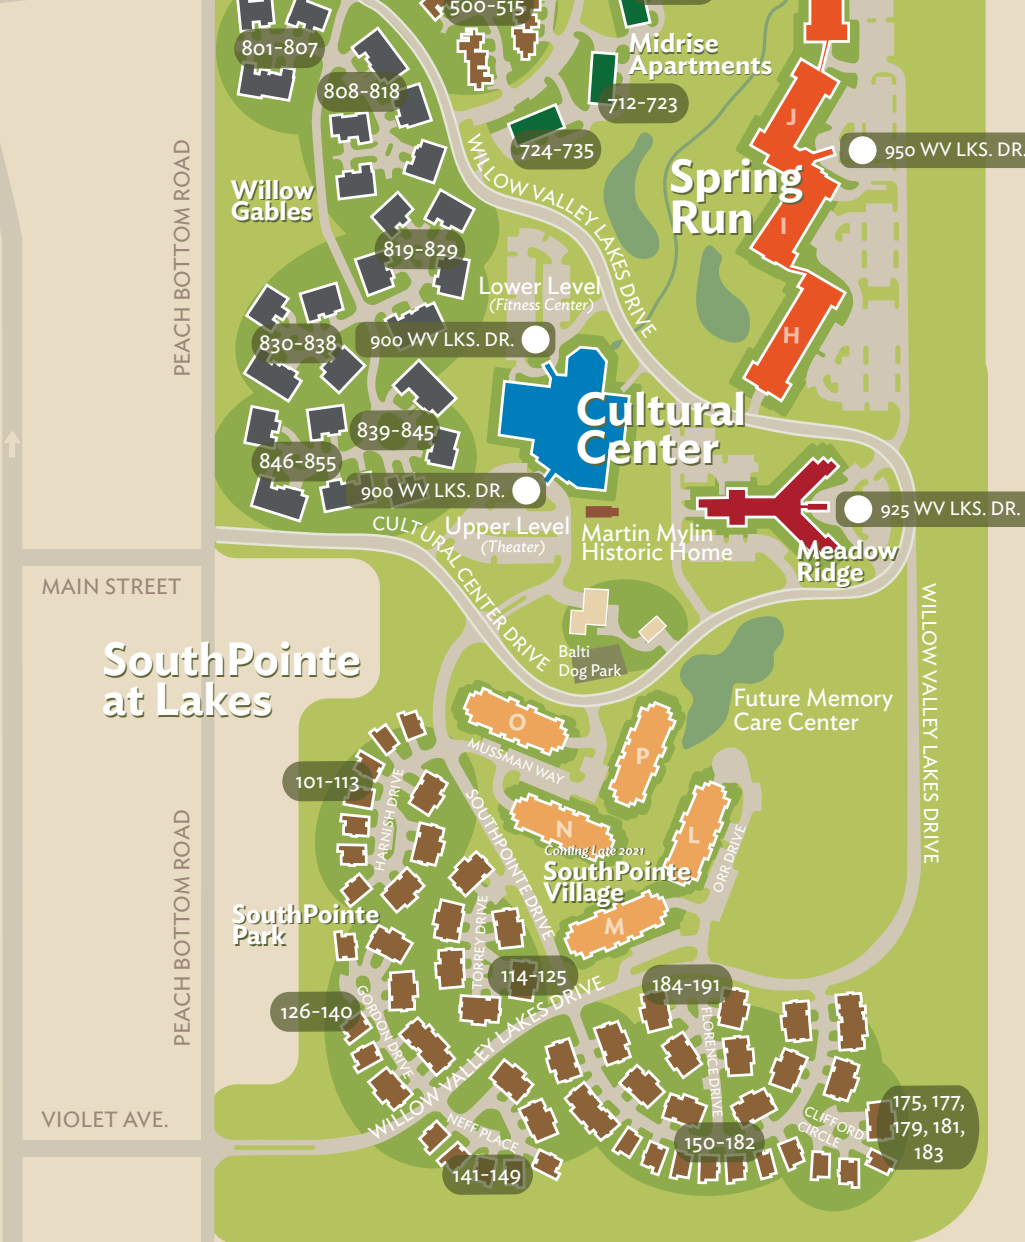 500-515
801-807
Midrise
Apartments
808-818
712-723
J
724-735
950 WV LKS. DR.
WILLOW VALLEY LAKES DRIVE
Spring
Run
Willow
Gables
PEACH BOTTOM ROAD
I
819-829
Lower Level
(Fitness Center)
H
830-838
900 WV LKS. DR.
Cultural
Center
839-845
846-855
900 WV LKS. DR.
925 WV LKS. DR.
CULTURAL CENTER DRIVE
Upper Level
(Theater)
Martin Mylin
Historic Home
Meadow
Ridge
MAIN STREET
WILLOW VALLEY LAKES DRIVE
SouthPointe
at Lakes
Balti
Dog Park
Future Memory
Care Center
O
MUSSMAN WAY
P
101-113
HARNISH DRIVE
SOUTHPOINTE DRIVE
N
L
Coming Late 2021
SouthPointe
Village
ORR DRIVE
PEACH BOTTOM ROAD
SouthPointe
Park
TORREY DRIVE
M
114-125
184-191
126-140
GORDON DRIVE
WILLOW VALLEY LAKES DRIVE
FLORENCE DRIVE
VIOLET AVE.
NEFF PLACE
CLIFFORD
CIRCLE
175, 177,
179, 181,
183
150-182
141-149